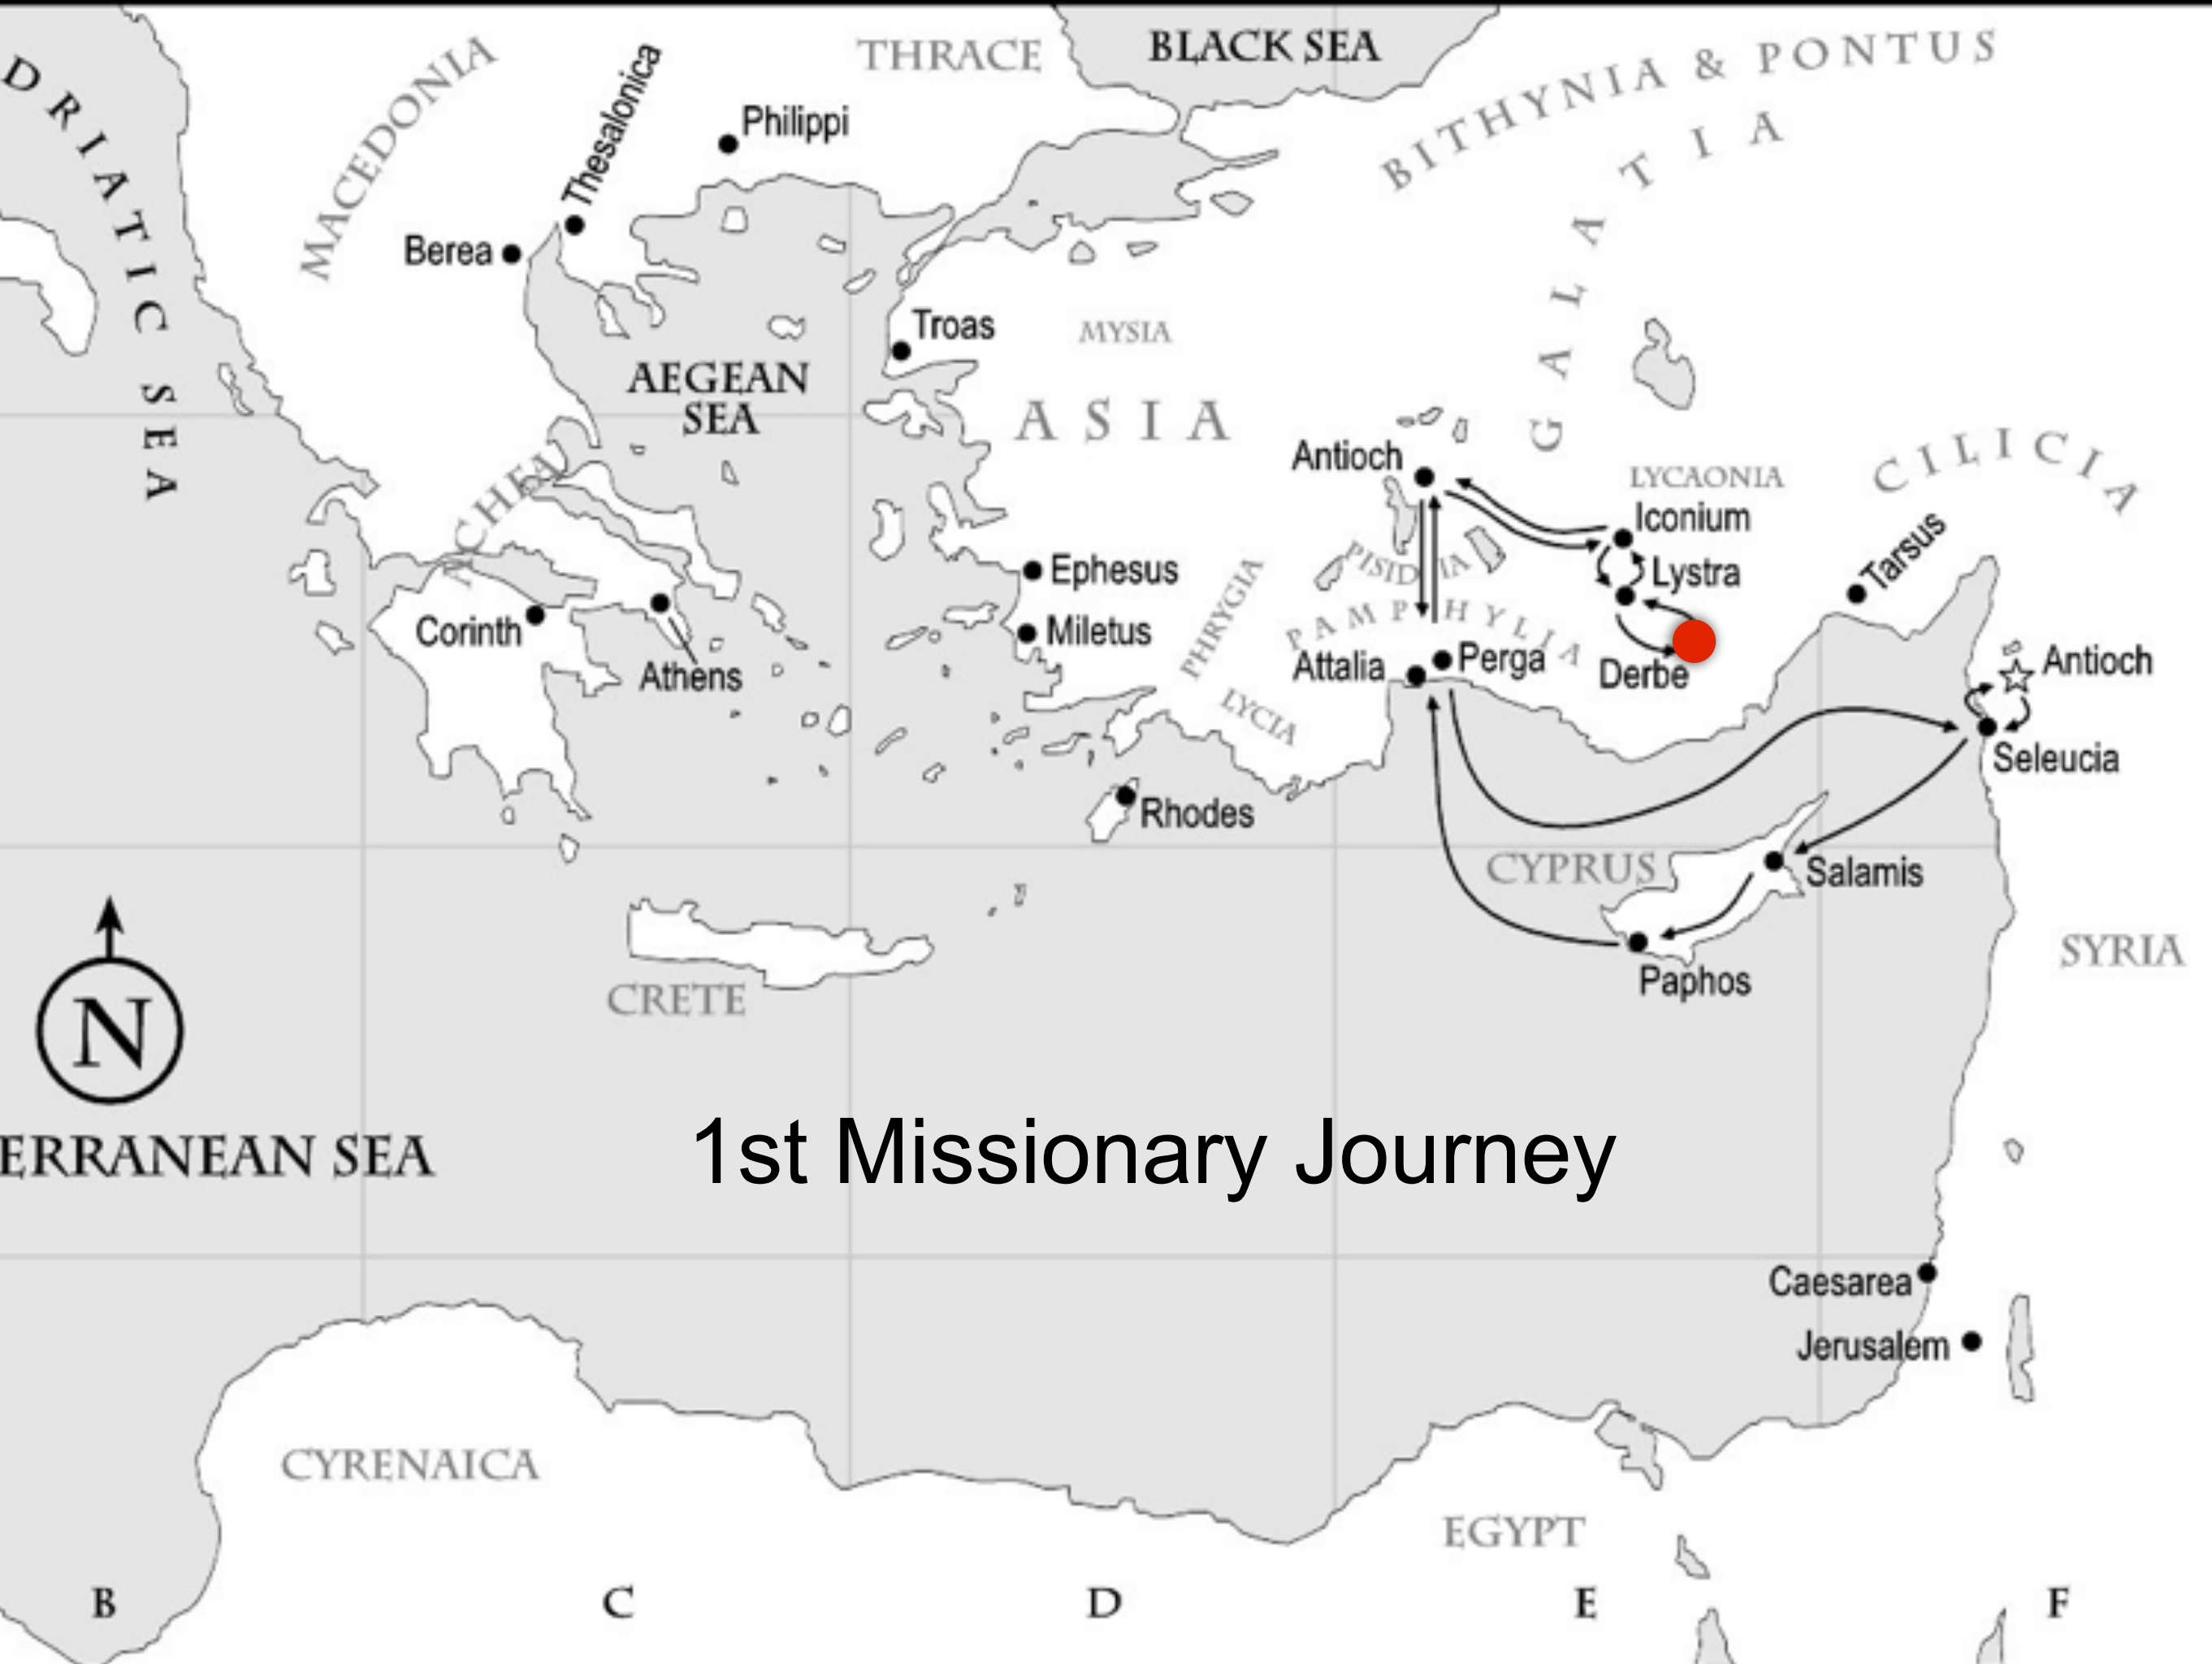 THRACE
BLACK SEA
BITHYNIA & PONTUS
DRIATIC SEA
MACEDONIA
Thesalonica
Philippi
GALATIA
Berea
Troas
MYSIA
AEGEAN
SEA
ASIA
Antioch
LYCAONIA
CILICIA
ACHEA
Iconium
Tarsus
Ephesus
PHRYGIA
PISIDIA
Lystra
Corinth
Miletus
PAMPHYLIA
Athens
Attalia
Perga
Derbe
Antioch
LYCIA
Seleucia
Rhodes
CYPRUS
Salamis
CRETE
Paphos
SYRIA
N
ERRANEAN SEA
1st Missionary Journey
Caesarea
Jerusalem
CYRENAICA
EGYPT
B C D E F